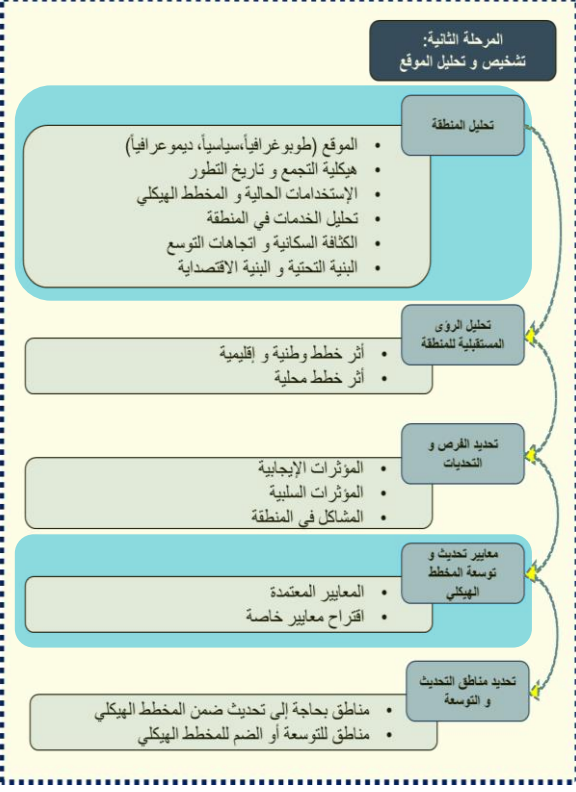 المرحلة الثانية:
تشخيص و تحليل الموقع
تحليل المنطقة
• الموقع (طوبوغرافياً،سياسياً، ديموعرافياً)
• هيكلية التجمع و تاريخ التطور
• الإستخدامات الحالية و المخطط الهيكلي
• تحليل الخدمات في المنطقة
• الكثافة السكانية و اتجاهات التوسع
• البنية التحتية و البنية الاقتصداية
تحليل الرؤى
المستقبلية للمنطقة
• أثر خطط وطنية و إقليمية
• أثر خطط محلية
تحديد الفرص و
التحديات
• المؤثرات الإيجابية
• المؤثرات السلبية
• المشاكل في المنطقة
معايير تحديث و
توسعة المخطط
الهيكلي
• المعايير المعتمدة
• اقتراح معايير خاصة
تحديد مناطق التحديث
و التوسعة
• مناطق بحاجة إلى تحديث ضمن المخطط الهيكلي
• مناطق للتوسعة أو الضم للمخطط الهيكلي